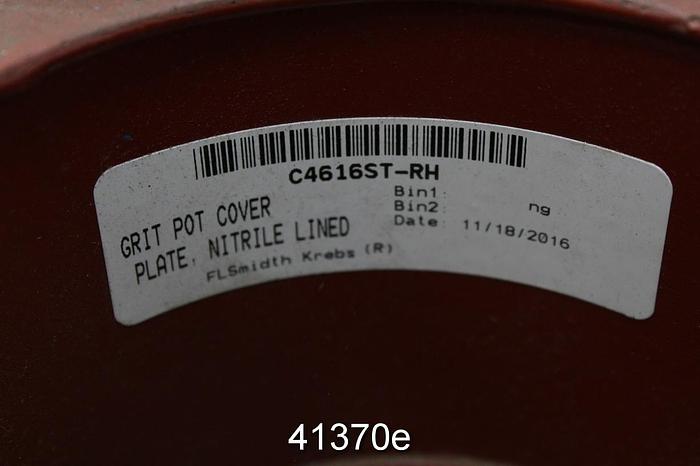 C4616ST-RH
GRIT POT COVER
PLATE, NITRILE LINED
FLSmidth Krebs (R)
Bin1:
Bin2: ng
Date: 11/18/2016
41370e